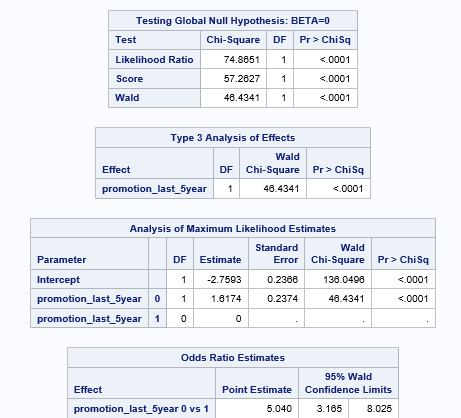 Testing Global Null Hypothesis: BETA=0
Test Chi-Square DF Pr > ChiSq
Likelihood Ratio 74.8651 1 <.0001
Score 57.2627 1 <.0001
Wald 46.4341 1 <.0001
Type 3 Analysis of Effects
Effect DF Wald Chi-Square Pr > ChiSq
promotion_last_5year 1 46.4341 <.0001
Analysis of Maximum Likelihood Estimates
Parameter DF Estimate Standard Error Wald Chi-Square Pr > ChiSq
Intercept 1 -2.7593 0.2366 136.0496 <.0001
promotion_last_5year 0 1 1.6174 0.2374 46.4341 <.0001
promotion_last_5year 1 0 0 . . .
Odds Ratio Estimates
Effect Point Estimate 95% Wald Confidence Limits
promotion_last_5year 0 vs 1 5.040 3.165 8.025